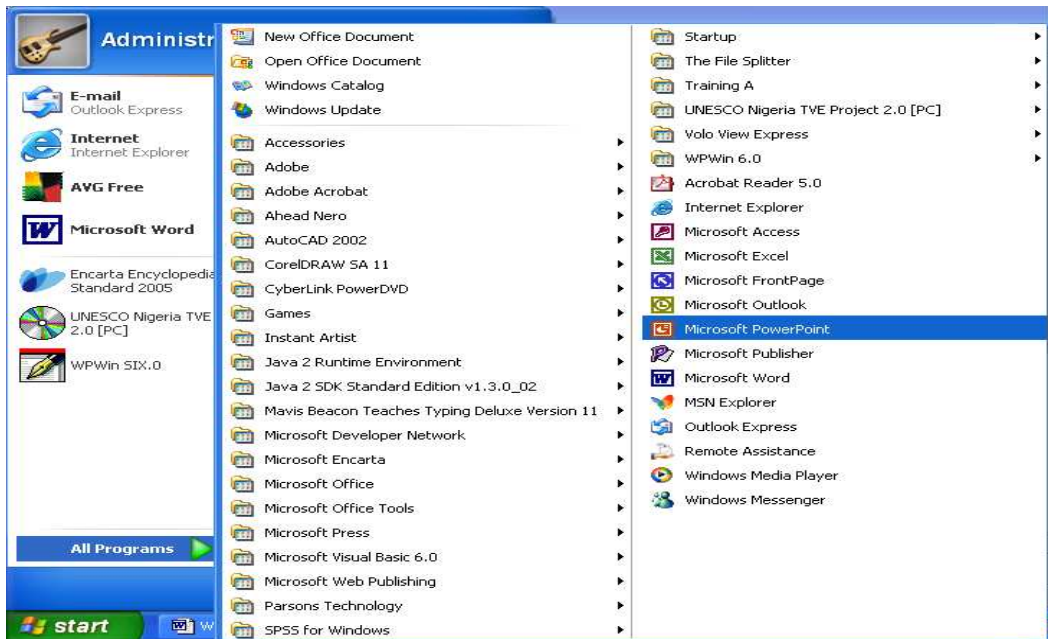 Administr
E-mail
Outlook Express
Internet
Internet Explorer
AVG Free
Microsoft Word
Encarta Encyclopedia
Standard 2005
UNESCO Nigeria TVE
2.0 [PC]
WPWin SIX.0
All Programs
start
W
New Office Document
Open Office Document
Windows Catalog
Windows Update
Accessories
Adobe
Adobe Acrobat
Ahead Nero
AutoCAD 2002
CorelDRAW SA 11
CyberLink PowerDVD
Games
Instant Artist
Java 2 Runtime Environment
Java 2 SDK Standard Edition v1.3.0_02
Mavis Beacon Teaches Typing Deluxe Version 11
Microsoft Developer Network
Microsoft Encarta
Microsoft Office
Microsoft Office Tools
Microsoft Press
Microsoft Visual Basic 6.0
Microsoft Web Publishing
Parsons Technology
SPSS for Windows
Startup
The File Splitter
Training A
UNESCO Nigeria TVE Project 2.0 [PC]
Volo View Express
WPWin 6.0
Acrobat Reader 5.0
Internet Explorer
Microsoft Access
Microsoft Excel
Microsoft FrontPage
Microsoft Outlook
Microsoft PowerPoint
Microsoft Publisher
Microsoft Word
MSN Explorer
Outlook Express
Remote Assistance
Windows Media Player
Windows Messenger